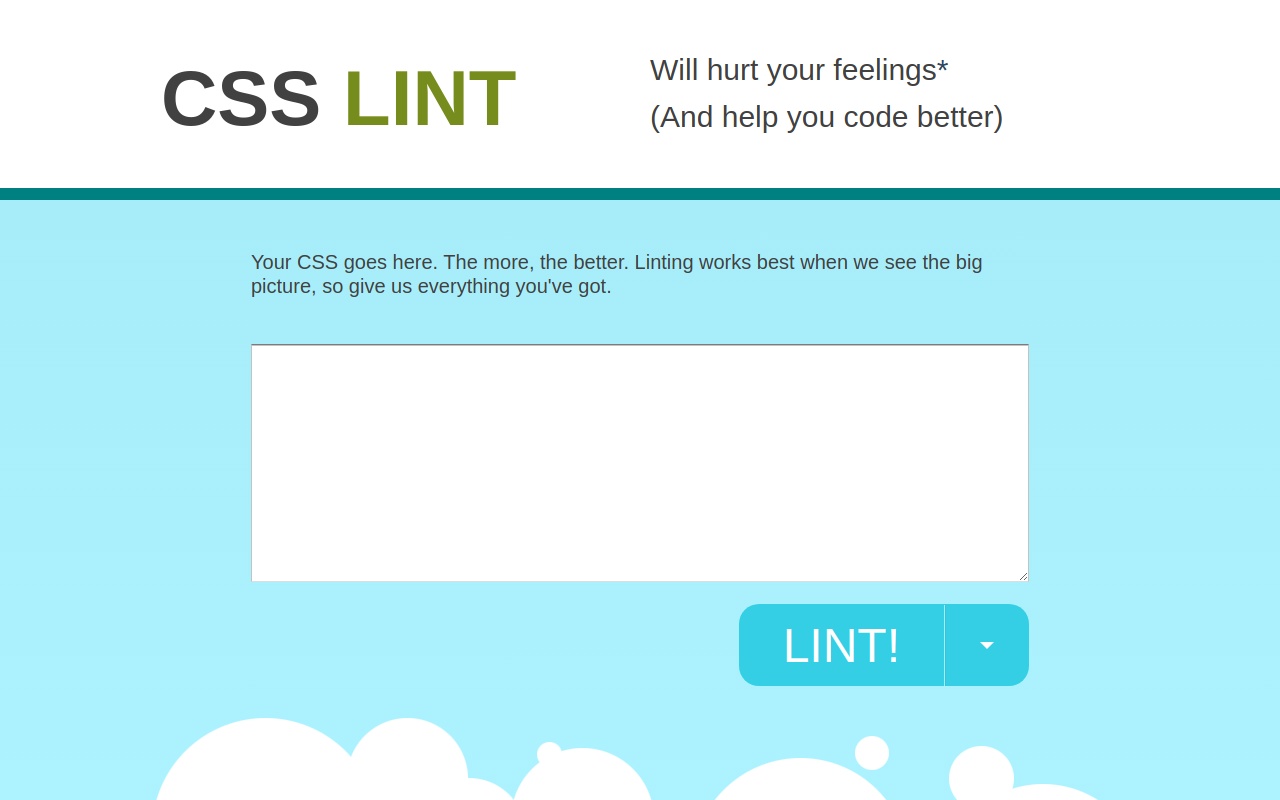 CSS LINT
Will hurt your feelings*
(And help you code better)
Your CSS goes here. The more, the better. Linting works best when we see the big
picture, so give us everything you've got.
LINT!